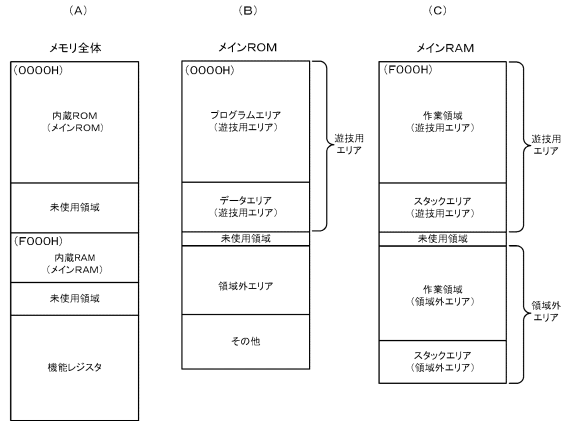 (A)
メモリ全体
(0000H)
内蔵ROM
(メインROM)
未使用領域
(F000H)
内蔵RAM
(メインRAM)
未使用領域
機能レジスタ
(B)
メインROM
(0000H)
プログラムエリア
(遊技用エリア)
データエリア
(遊技用エリア)
未使用領域
領域外エリア
その他
遊技用
エリア
(C)
メインRAM
(F000H)
作業領域
(遊技用エリア)
スタックエリア
(遊技用エリア)
未使用領域
作業領域
(領域外エリア)
スタックエリア
(領域外エリア)
遊技用
エリア
領域外
エリア